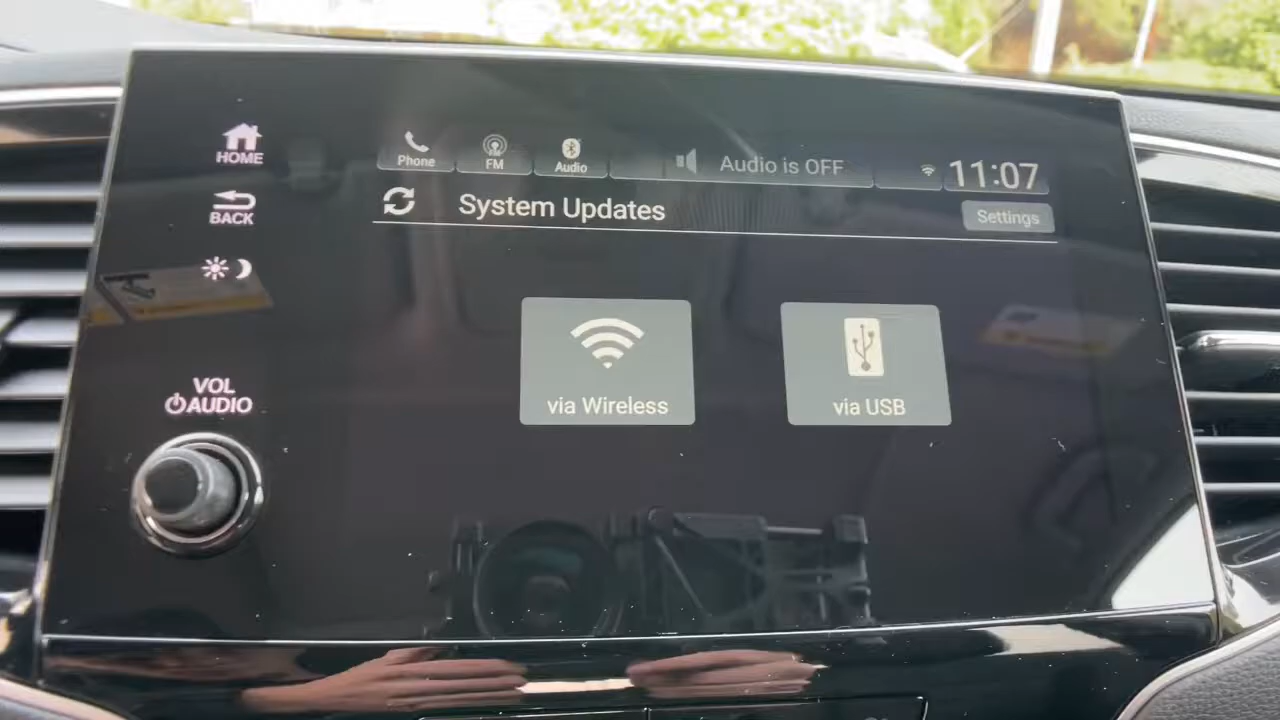 HOME
BACK
VOL
AUDIO
Phone
FM
Audio
Audio is OFF
11:07
System Updates
Settings
via Wireless
via USB